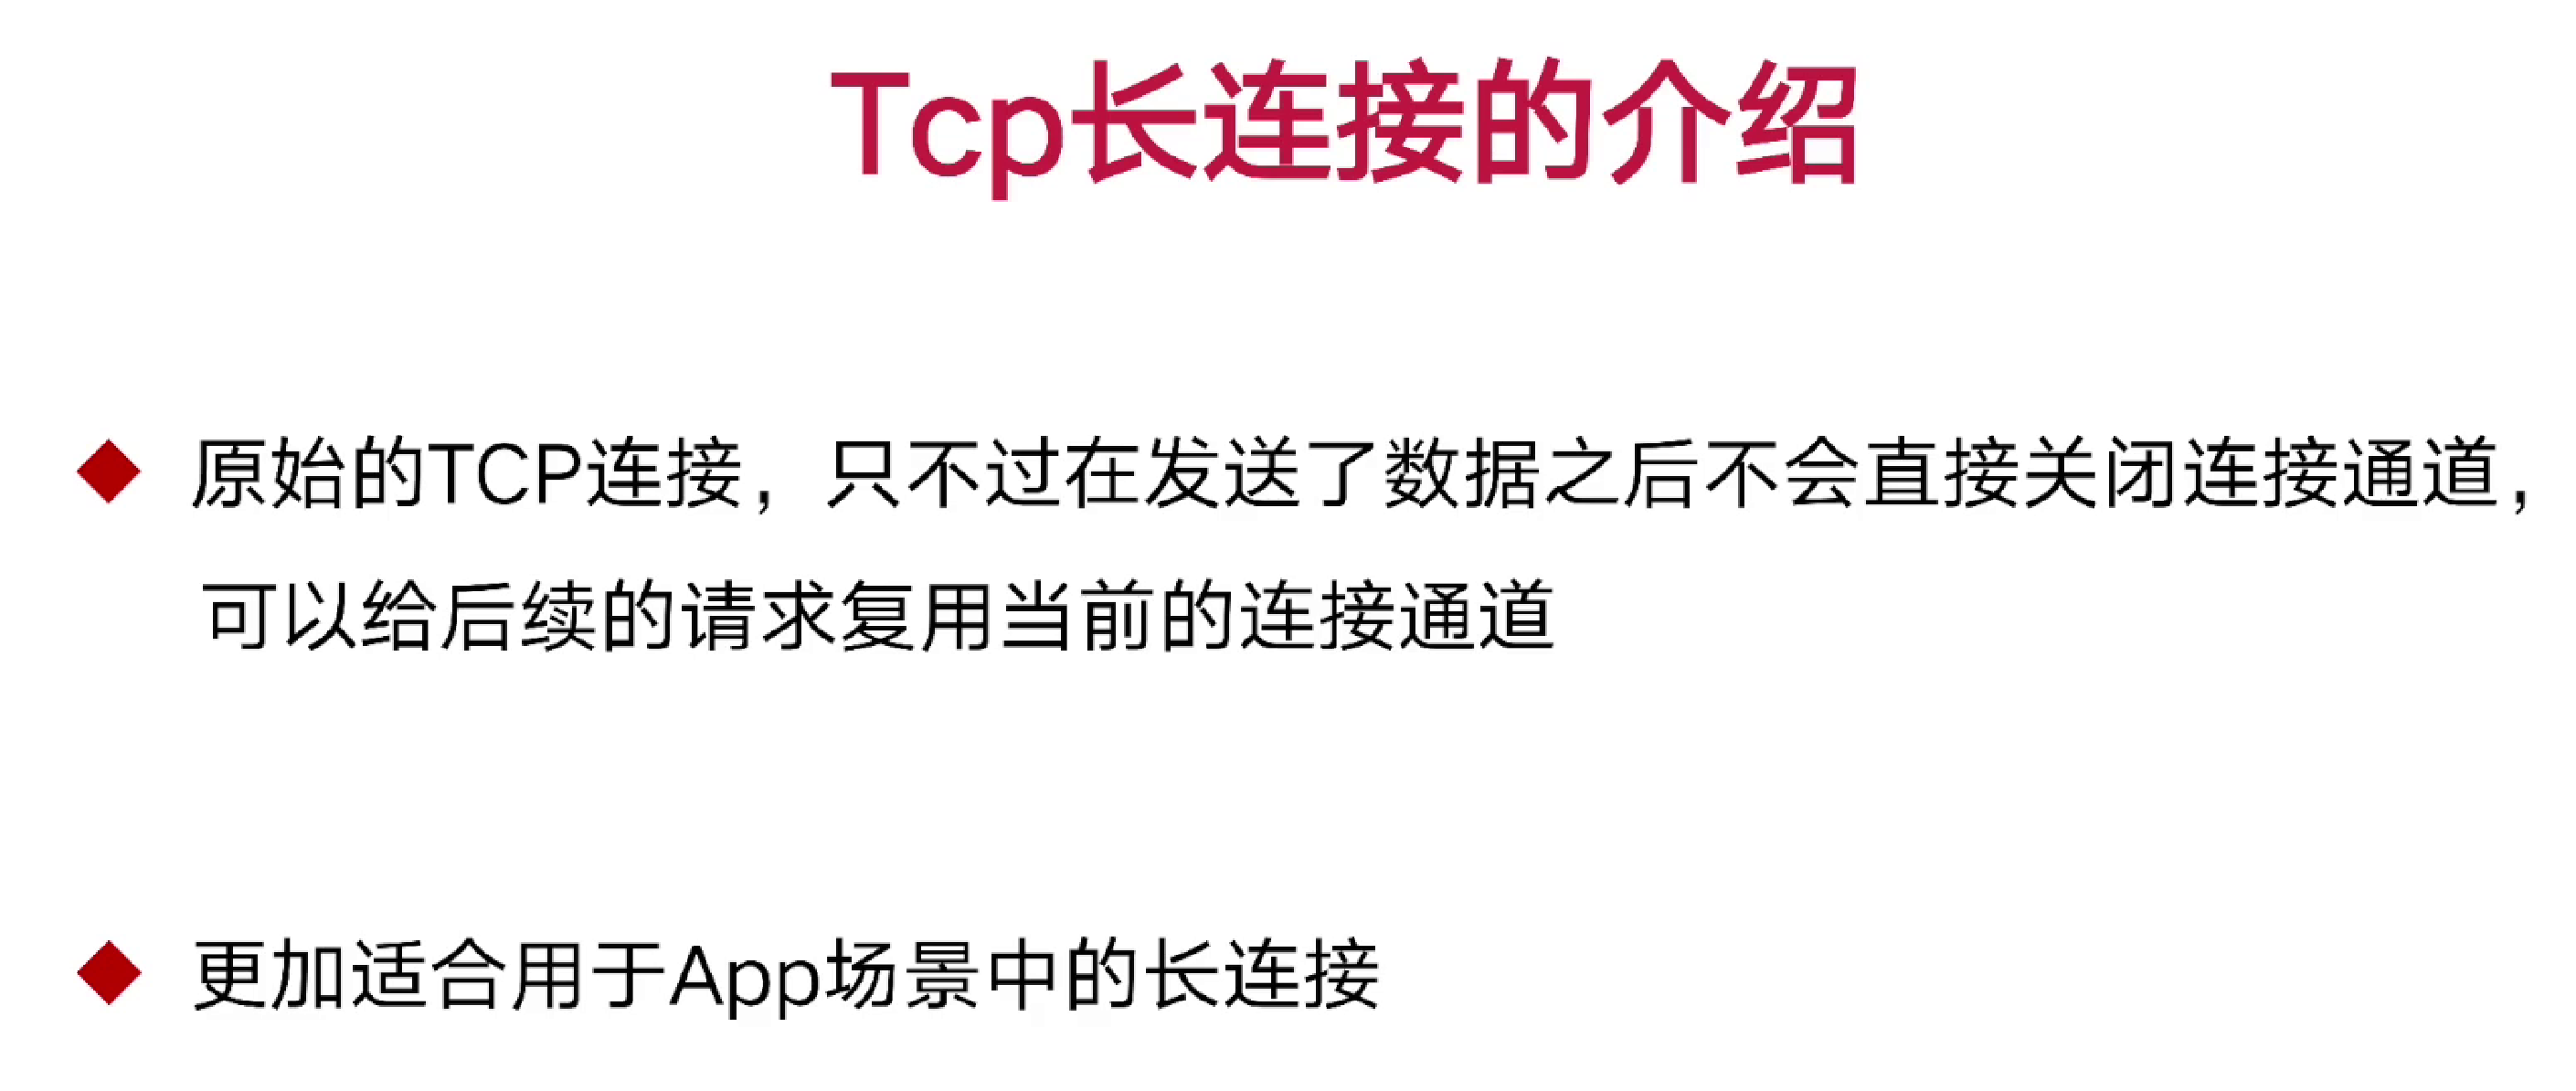 Tcp长连接的介绍
原始的TCP连接，只不过在发送了数据之后不会直接关闭连接通道，
可以给后续的请求复用当前的连接通道
更加适合用于App场景中的长连接